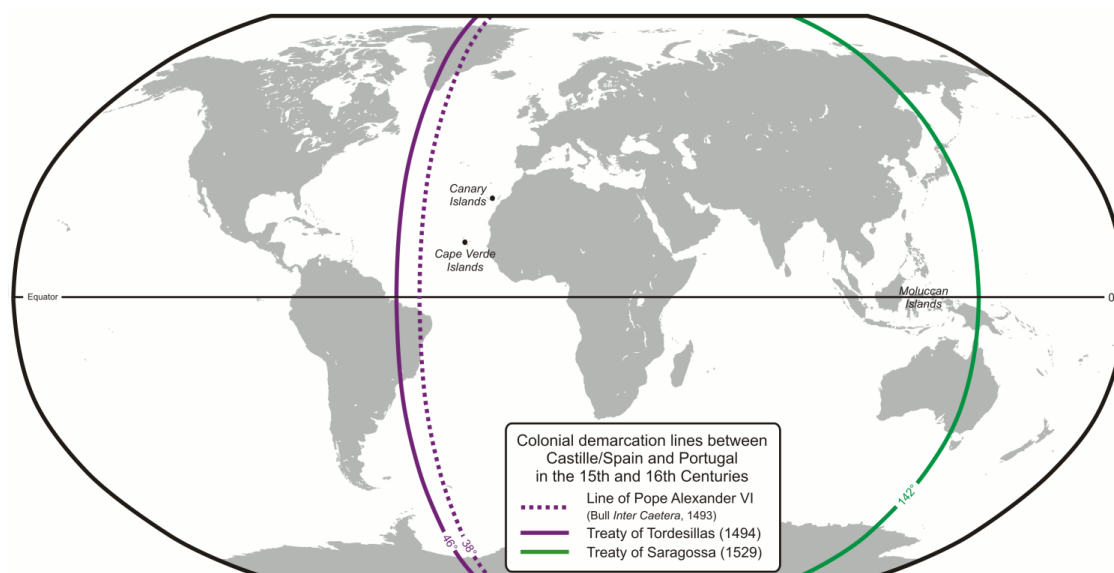 Canary
Islands
Cape Verde
Islands
Equator
Moluccan
Islands
0
Colonial demarcation lines between
Castille/Spain and Portugal
in the 15th and 16th Centuries
Line of Pope Alexander VI
(Bull Inter Caetera, 1493)
Treaty of Tordesillas (1494)
Treaty of Saragossa (1529)
46°
38°
142°